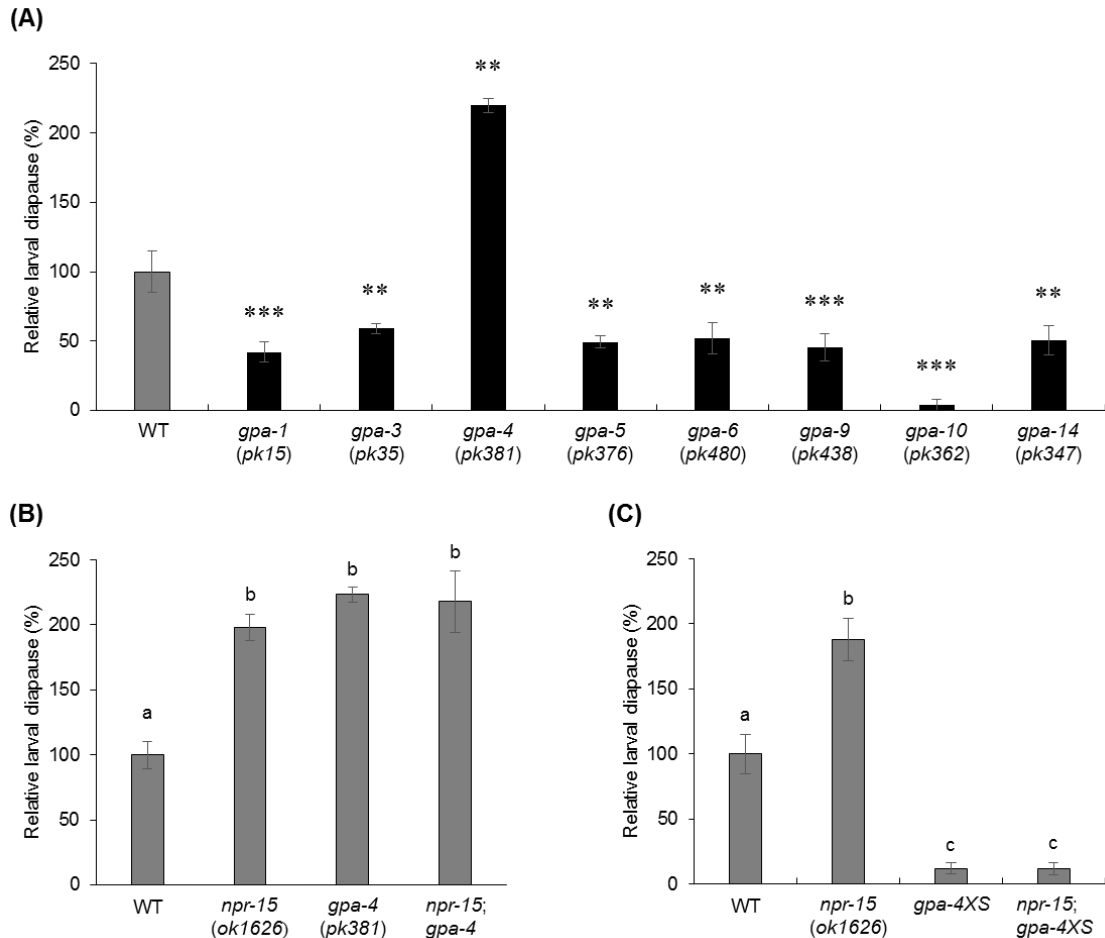 (A)
Relative larval diapause (%)
250
200
150
100
50
0
***
**
**
**
**
***
***
**
WT
gpa-1
(pk15)
gpa-3
(pk35)
gpa-4
(pk381)
gpa-5
(pk376)
gpa-6
(pk480)
gpa-9
(pk438)
gpa-10
(pk362)
gpa-14
(pk347)
(B)
Relative larval diapause (%)
250
200
150
100
50
0
a
b
b
b
WT
npr-15
(ok1626)
gpa-4
(pk381)
npr-15;
gpa-4
(C)
Relative larval diapause (%)
250
200
150
100
50
0
a
b
c
c
WT
npr-15
(ok1626)
gpa-4XS
npr-15;
gpa-4XS